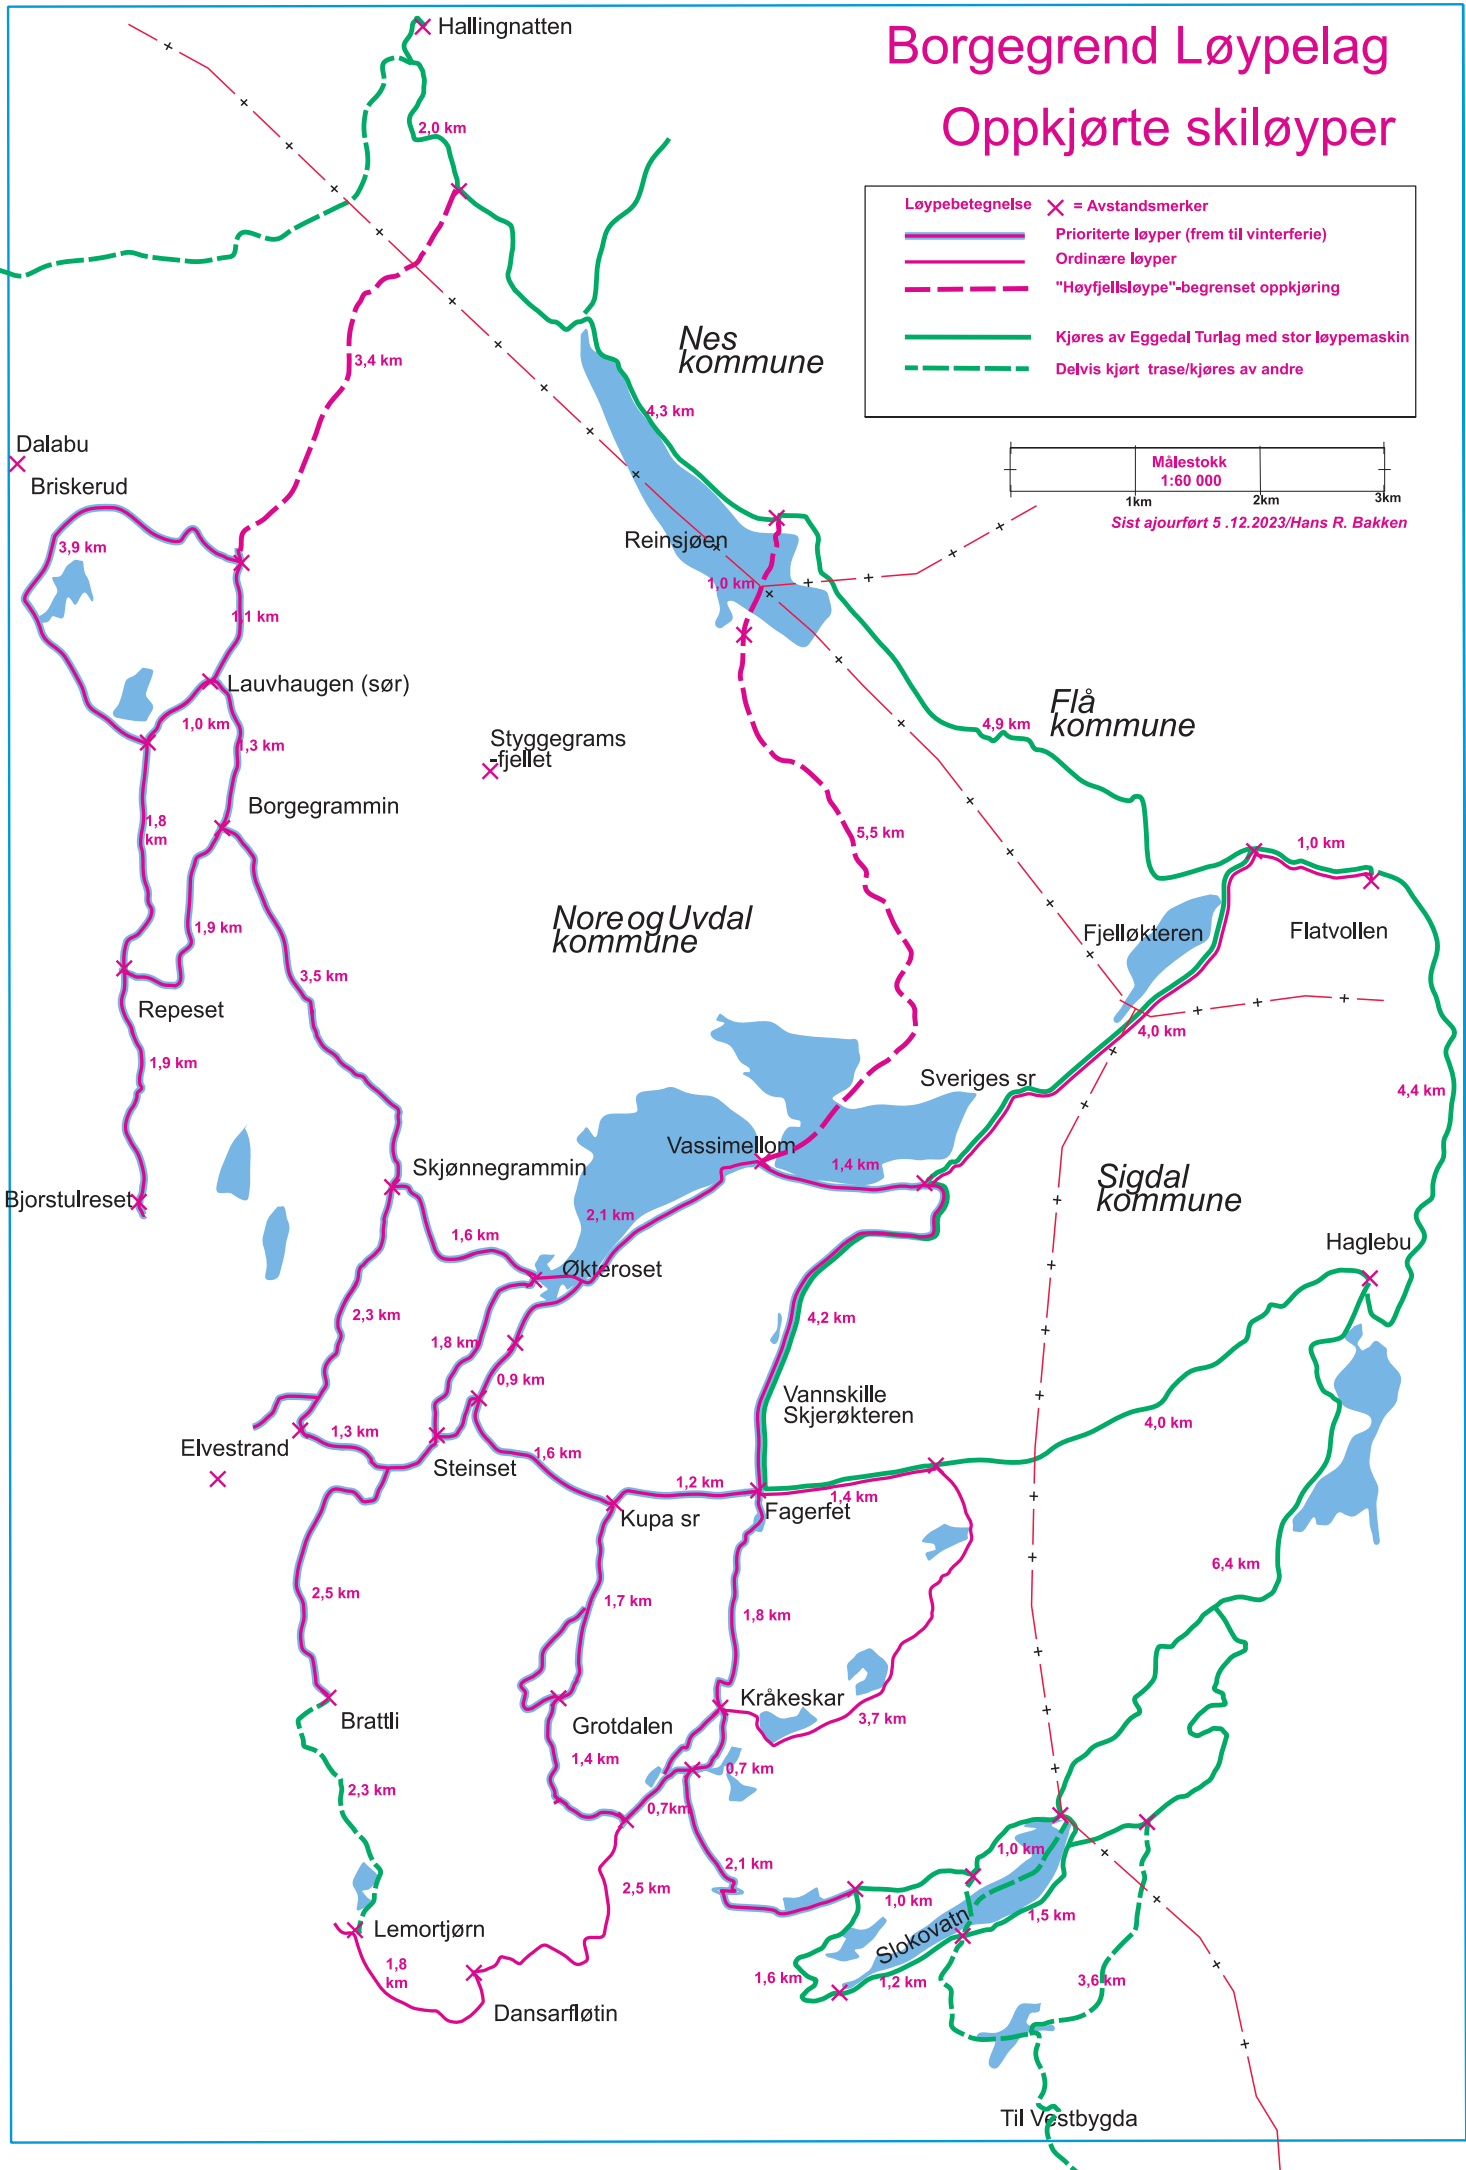 Borgegrend Løypelag
Oppkjørte skiløyper
Løypebetegnelse
= Avstandsmerker
Prioriterte løyper (frem til vinterferie)
Ordinære løyper
"Høyfjellsløype"-begrenset oppkjøring
Kjøres av Eggedal Turlag med stor løypemaskin
Delvis kjørt trase/kjøres av andre
Målestokk
1:60 000
1km
2km
3km
Sist ajourført 5 .12.2023/Hans R. Bakken
Hallingnatten
2,0 km
Nes
kommune
3,4 km
4,3 km
Dalabu
Briskerud
3,9 km
Reinsjøen
1,0 km
1,1 km
Lauvhaugen (sør)
1,0 km
1,3 km
Flå
kommune
4,9 km
Styggegrams
-fjellet
Borgegrammin
1,8
km
5,5 km
1,0 km
1,9 km
Nore og Uvdal
kommune
Fjelløkteren
Flatvollen
3,5 km
Repeset
4,0 km
1,9 km
Sveriges sr
4,4 km
Vassimellom
1,4 km
Skjønnegrammin
Sigdal
kommune
Bjorstulreset
2,1 km
1,6 km
Haglebu
Økteroset
2,3 km
4,2 km
1,8 km
0,9 km
Vannskille
Skjerøkteren
4,0 km
1,3 km
Elvestrand
Steinset
1,6 km
1,2 km
1,4 km
Kupa sr
Fagerfet
6,4 km
2,5 km
1,7 km
1,8 km
Kråkeskar
Brattli
Grotdalen
3,7 km
1,4 km
0,7 km
2,3 km
0,7km
1,0 km
2,1 km
2,5 km
1,0 km
1,5 km
Lemortjørn
Slokovatn
1,8
km
1,6 km
1,2 km
3,6 km
Dansarfløtin
Til Vestbygda